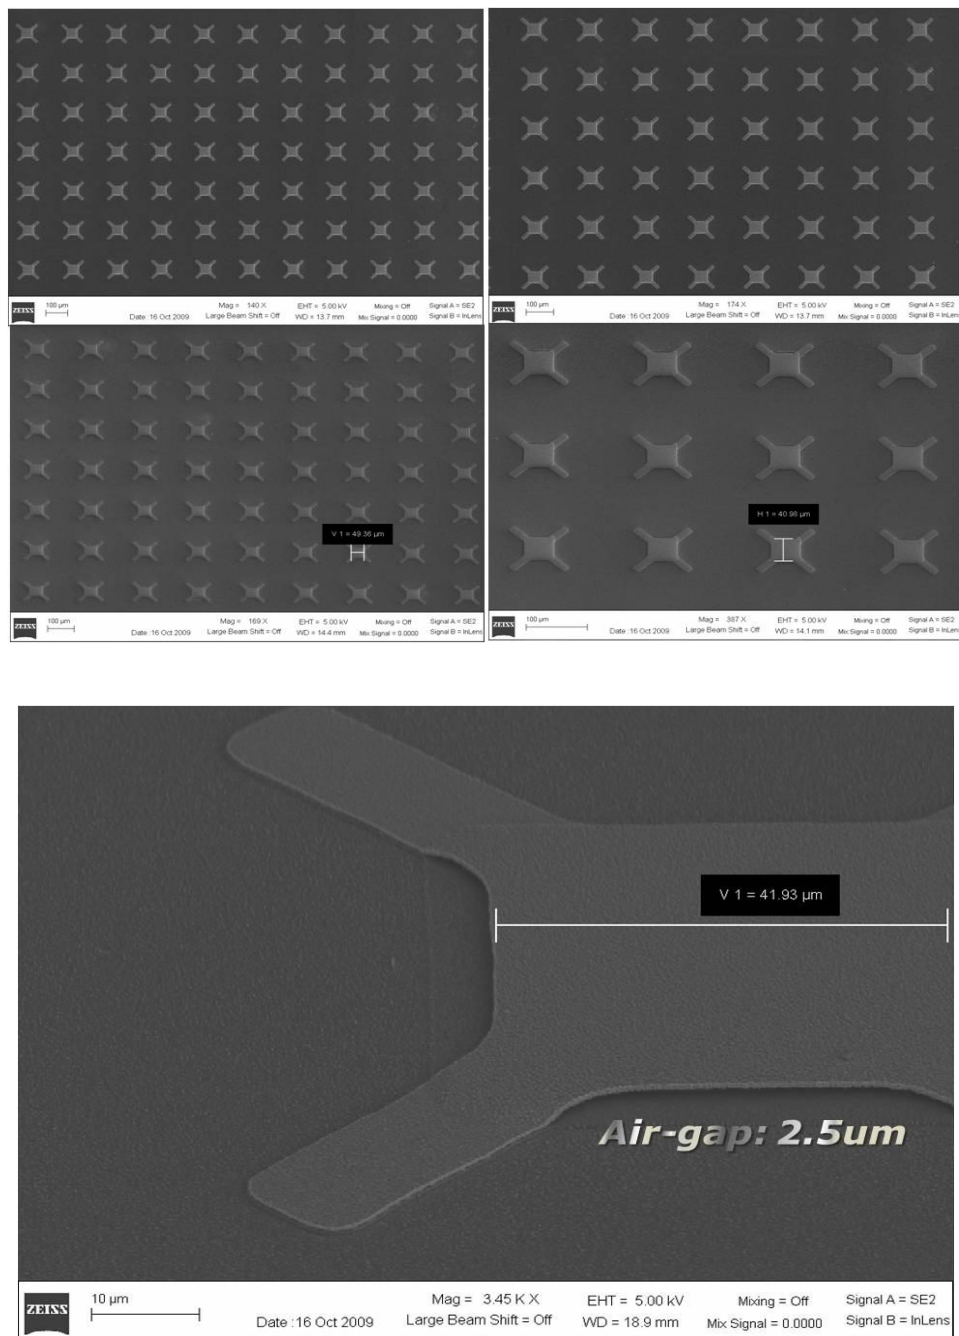 100 µm
ZEISS
Mag = 140 X EHT = 5.00 kV Mixing = Off Signal A = SE2
Date :16 Oct 2009 Large Beam Shift = Off WD = 13.7 mm Mix Signal = 0.0000 Signal B = InLens
100 µm
ZEISS
Mag = 174 X EHT = 5.00 kV Mixing = Off Signal A = SE2
Date :16 Oct 2009 Large Beam Shift = Off WD = 13.7 mm Mix Signal = 0.0000 Signal B = InLens
V 1 = 49.36 µm
100 µm
ZEISS
Mag = 169 X EHT = 5.00 kV Mixing = Off Signal A = SE2
Date :16 Oct 2009 Large Beam Shift = Off WD = 14.4 mm Mix Signal = 0.0000 Signal B = InLens
H 1 = 40.98 µm
100 µm
ZEISS
Mag = 387 X EHT = 5.00 kV Mixing = Off Signal A = SE2
Date :16 Oct 2009 Large Beam Shift = Off WD = 14.1 mm Mix Signal = 0.0000 Signal B = InLens
V 1 = 41.93 µm
Air-gap: 2.5um
10 µm
ZEISS
Mag = 3.45 K X EHT = 5.00 kV Mixing = Off Signal A = SE2
Date :16 Oct 2009 Large Beam Shift = Off WD = 18.9 mm Mix Signal = 0.0000 Signal B = InLens